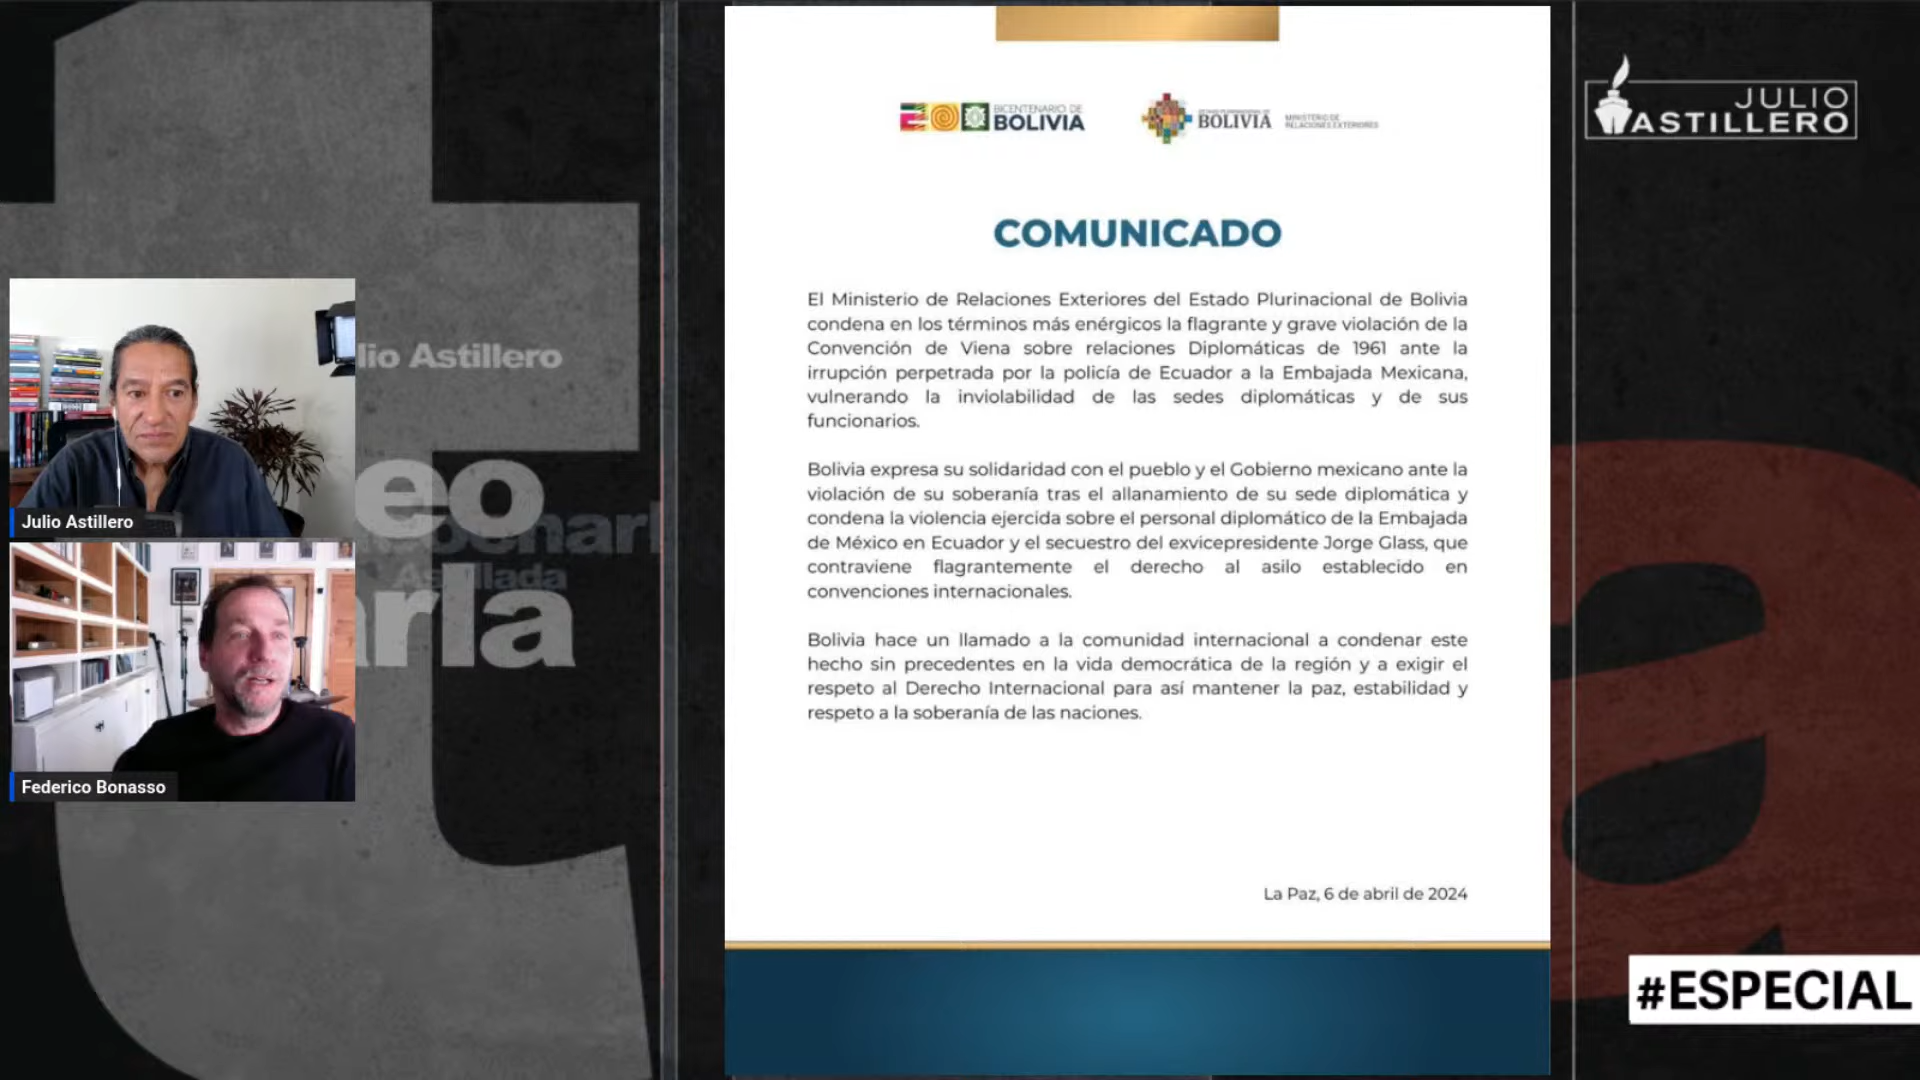 BICENTENARIO DE
BOLIVIA
BOLIVIA
MINISTERIO DE
RELACIONES EXTERIORES
JULIO
ASTILLERO
COMUNICADO
El Ministerio de Relaciones Exteriores del Estado Plurinacional de Bolivia
condena en los términos más enérgicos la flagrante y grave violación de la
Convención de Viena sobre relaciones Diplomáticas de 1961 ante la
irrupción perpetrada por la policía de Ecuador a la Embajada Mexicana,
vulnerando la inviolabilidad de las sedes diplomáticas y de sus
funcionarios.
Bolivia expresa su solidaridad con el pueblo y el Gobierno mexicano ante la
violación de su soberanía tras el allanamiento de su sede diplomática y
condena la violencia ejercida sobre el personal diplomático de la Embajada
de México en Ecuador y el secuestro del exvicepresidente Jorge Glass, que
contraviene flagrantemente el derecho al asilo establecido en
convenciones internacionales.
Bolivia hace un llamado a la comunidad internacional a condenar este
hecho sin precedentes en la vida democrática de la región y a exigir el
respeto al Derecho Internacional para así mantener la paz, estabilidad y
respeto a la soberanía de las naciones.
La Paz, 6 de abril de 2024
lio Astillero
eo
arla
Julio Astillero
Federico Bonasso
#ESPECIAL